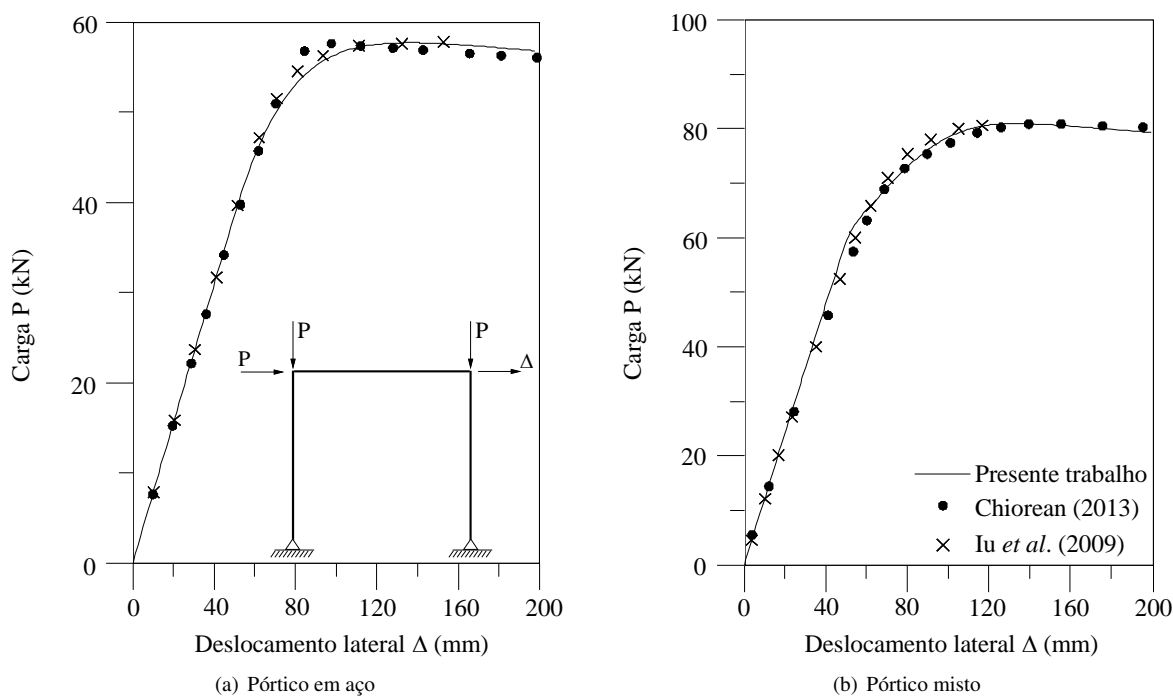 60
40
20
0
Carga P (kN)
P
P
P
Δ
0
40
80
120
160
200
Deslocamento lateral Δ (mm)
(a) Pórtico em aço
100
80
60
40
20
0
Carga P (kN)
Presente trabalho
Chiorean (2013)
Iu et al. (2009)
0
40
80
120
160
200
Deslocamento lateral Δ (mm)
(b) Pórtico misto